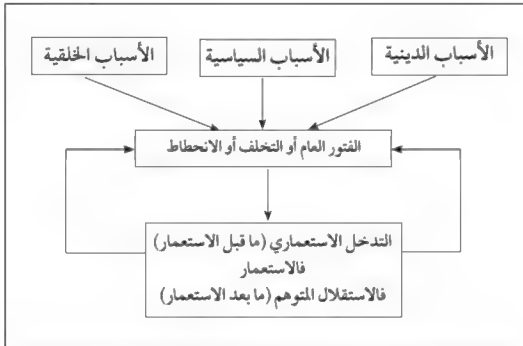 الأسباب الدينية
الأسباب السياسية
الأسباب الخلقية
الفتور العام أو التخلف أو الانحطاط
التدخل الاستعماري (ما قبل الاستعمار)
فالاستعمار
فالاستقلال المتوهم (ما بعد الاستعمار)